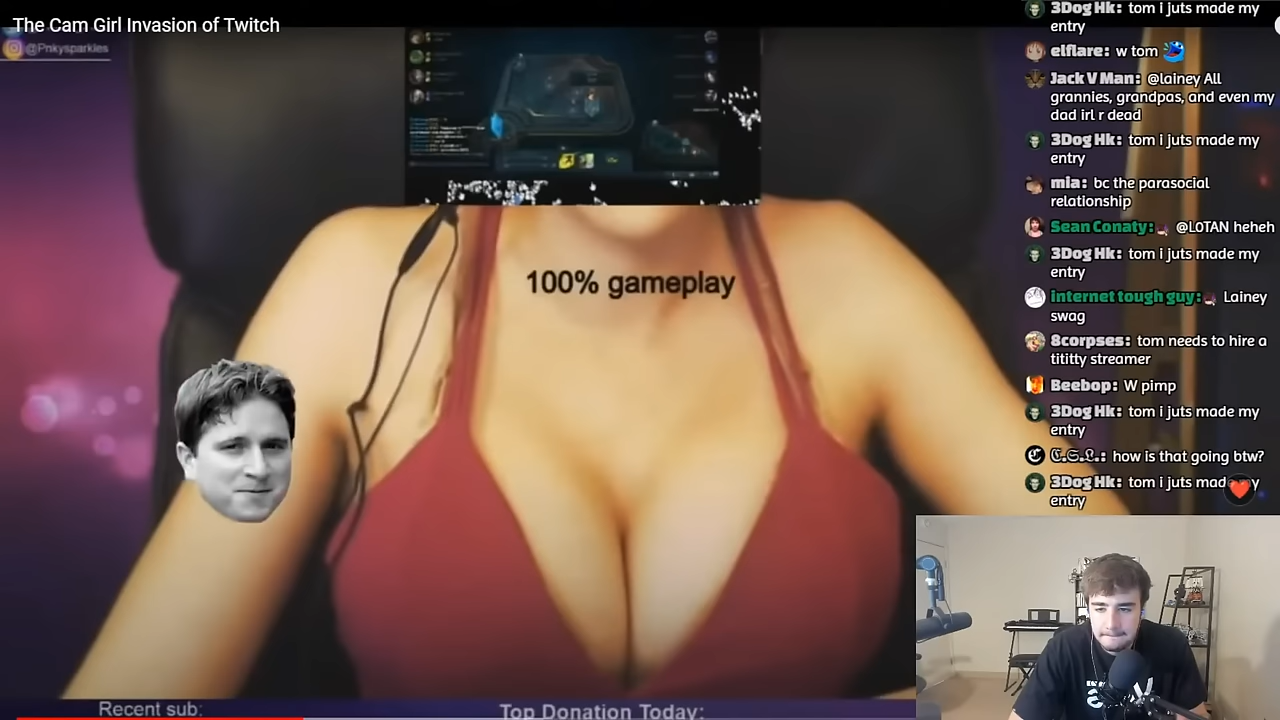 The Cam Girl Invasion of Twitch
@Pnkysparkles
100% gameplay
Recent sub:
Top Donation Today:
3Dog Hk: tom i juts made my
entry
elflare: w tom
Jack V Man: @lainey All
grannies, grandpas, and even my
dad irl r dead
3Dog Hk: tom i juts made my
entry
mia: bc the parasocial
relationship
Sean Conaty: @L0TAN heheh
3Dog Hk: tom i juts made my
entry
internet tough guy: Lainey
swag
8corpses: tom needs to hire a
tititty streamer
Beebop: W pimp
3Dog Hk: tom i juts made my
entry
ℭ.𝔖.𝔏.: how is that going btw?
3Dog Hk: tom i juts made my
entry